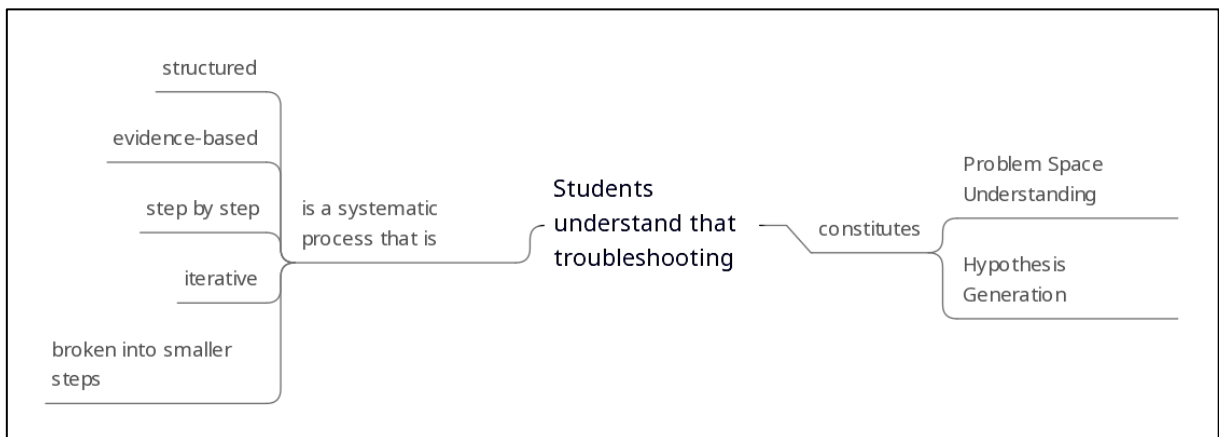 structured
evidence-based
step by step
iterative
broken into smaller
steps
is a systematic
process that is
Students
understand that
troubleshooting
constitutes
Problem Space
Understanding
Hypothesis
Generation